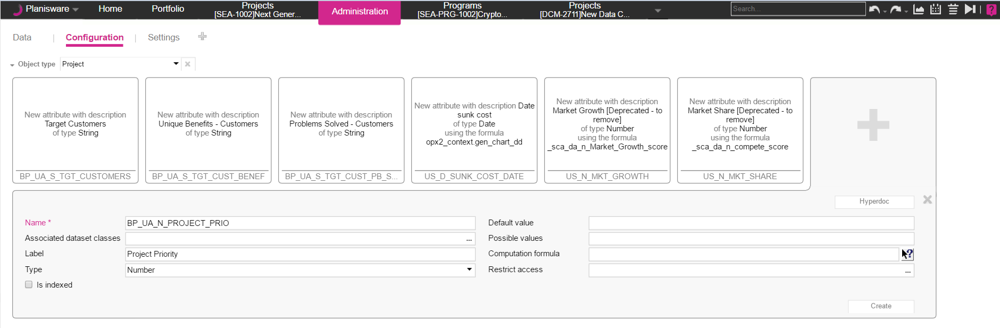 Planisware
Home
Portfolio
Projects
[SEA-1002]Next Gener...
Administration
Programs
[SEA-PRG-1002]Crypto...
Projects
[DCM-2711]New Data C...
Search...
?
Data
Configuration
Settings
Object type
Project
New attribute with description
Target Customers
of type String
BP_UA_S_TGT_CUSTOMERS
New attribute with description
Unique Benefits - Customers
of type String
BP_UA_S_TGT_CUST_BENEF
New attribute with description
Problems Solved - Customers
of type String
BP_UA_S_TGT_CUST_PB_S...
New attribute with description Date
sunk cost
of type Date
using the formula
opx2_context.gen_chart_dd
US_D_SUNK_COST_DATE
New attribute with description
Market Growth [Deprecated - to
remove]
of type Number
using the formula
_sca_da_n_Market_Growth_score
US_N_MKT_GROWTH
New attribute with description
Market Share [Deprecated - to
remove]
of type Number
using the formula
_sca_da_n_compete_score
US_N_MKT_SHARE
Hyperdoc
Name *
BP_UA_N_PROJECT_PRIO
Associated dataset classes
...
Label
Project Priority
Type
Number
Is indexed
Default value
Possible values
Computation formula
?
Restrict access
...
Create